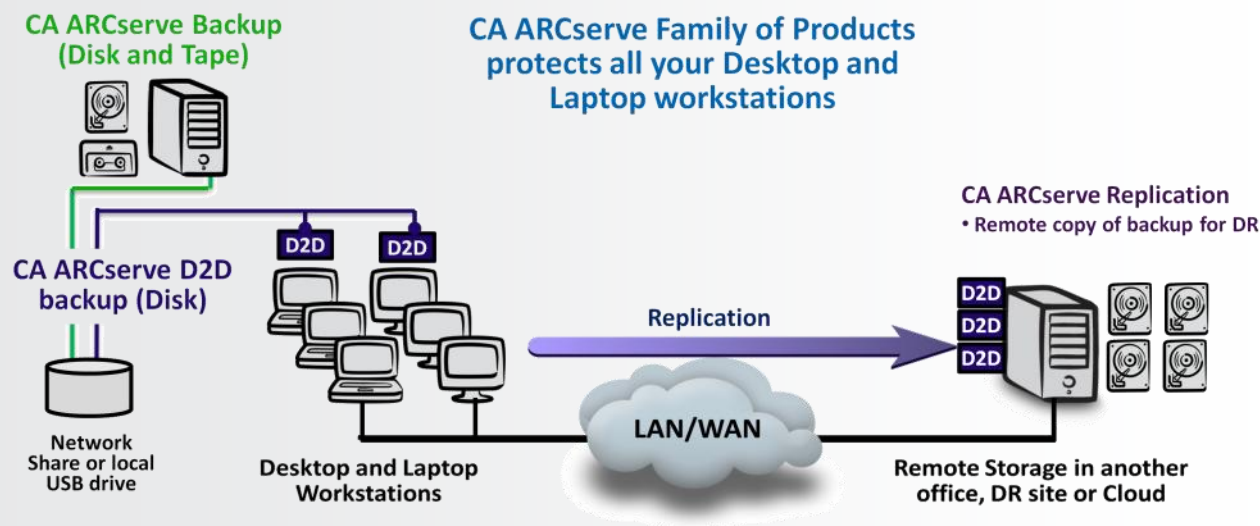 CA ARCserve Backup
(Disk and Tape)
CA ARCserve Family of Products
protects all your Desktop and
Laptop workstations
CA ARCserve Replication
• Remote copy of backup for DR
D2D
D2D
CA ARCserve D2D
backup (Disk)
D2D
D2D
D2D
Replication
LAN/WAN
Network
Share or local
USB drive
Desktop and Laptop
Workstations
Remote Storage in another
office, DR site or Cloud